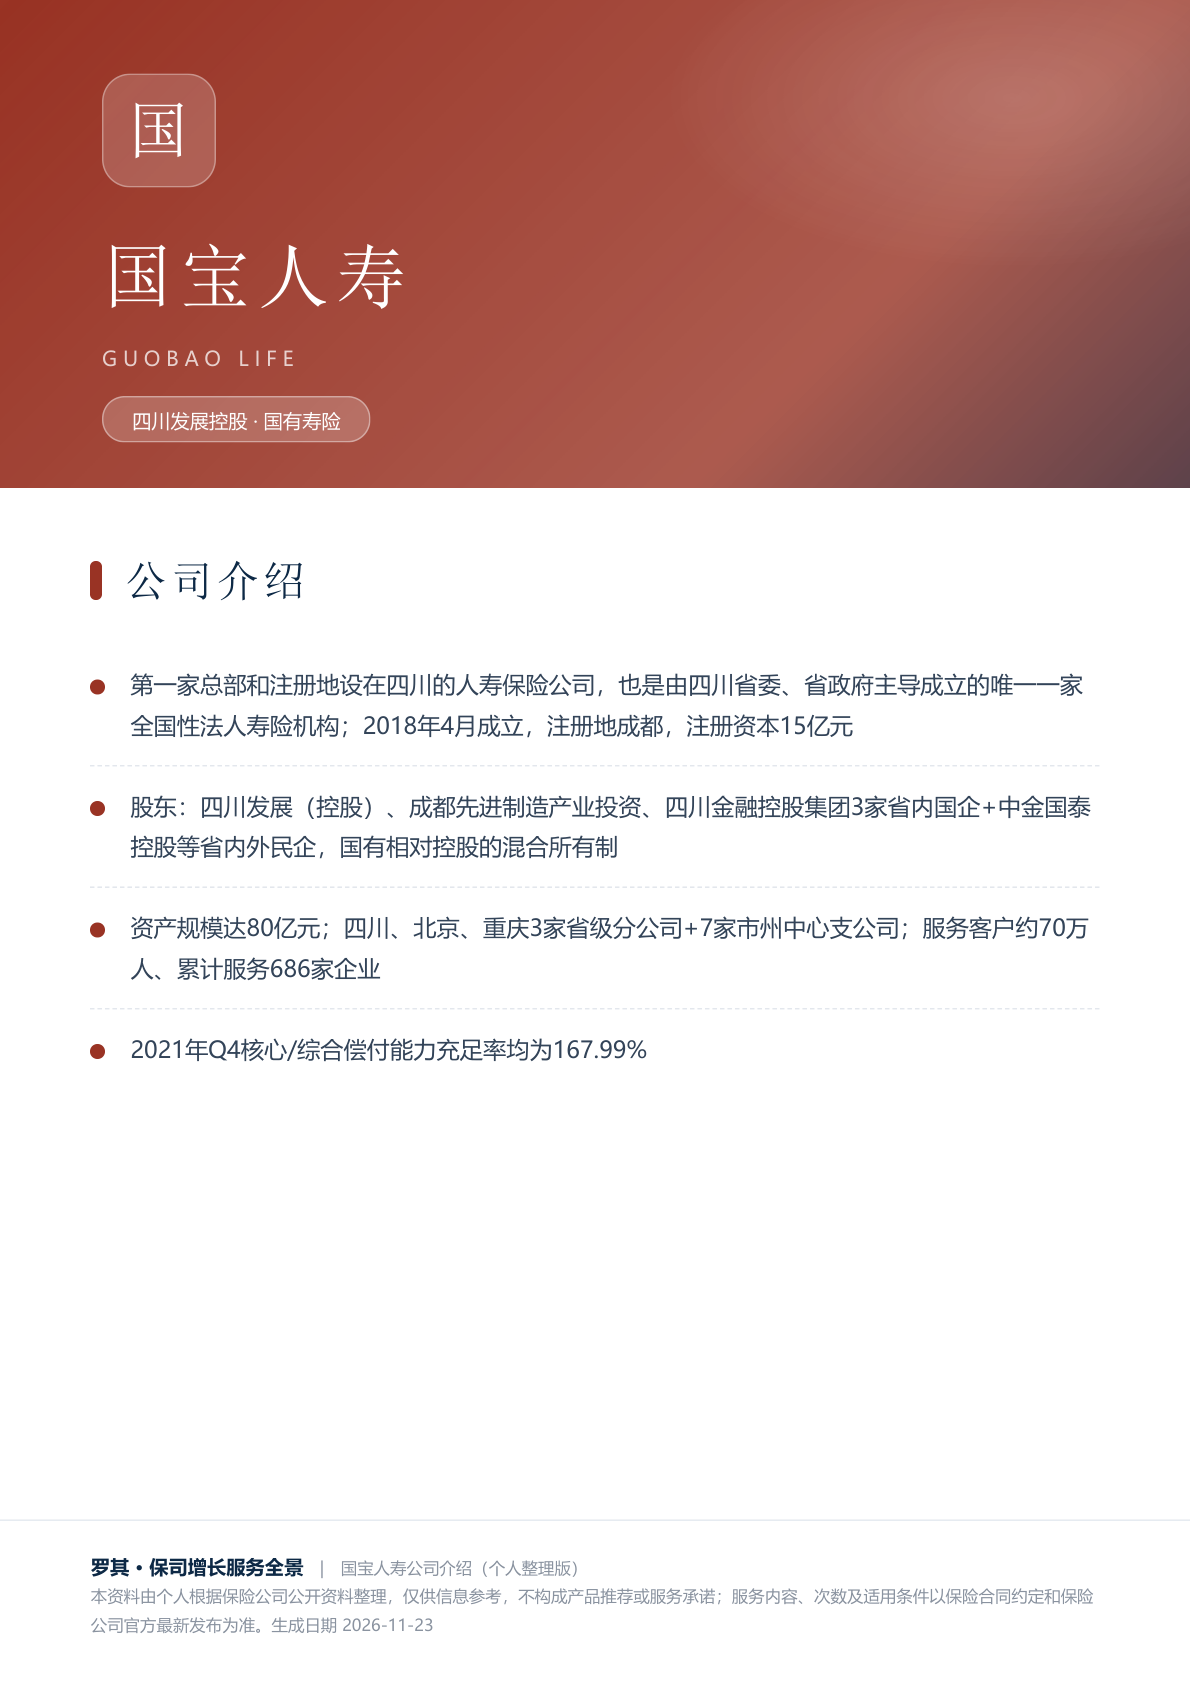 国
国宝人寿
GUOBAO LIFE
四川发展控股 · 国有寿险
公司介绍
第一家总部和注册地设在四川的人寿保险公司，也是由四川省委、省政府主导成立的唯一一家
全国性法人寿险机构；2018年4月成立，注册地成都，注册资本15亿元
股东：四川发展（控股）、成都先进制造产业投资、四川金融控股集团3家省内国企+中金国泰
控股等省内外民企，国有相对控股的混合所有制
资产规模达80亿元；四川、北京、重庆3家省级分公司+7家市州中心支公司；服务客户约70万
人、累计服务686家企业
2021年Q4核心/综合偿付能力充足率均为167.99%
罗其 · 保司增长服务全景 | 国宝人寿公司介绍（个人整理版）
本资料由个人根据保险公司公开资料整理，仅供信息参考，不构成产品推荐或服务承诺；服务内容、次数及适用条件以保险合同约定和保险
公司官方最新发布为准。生成日期 2026-11-23